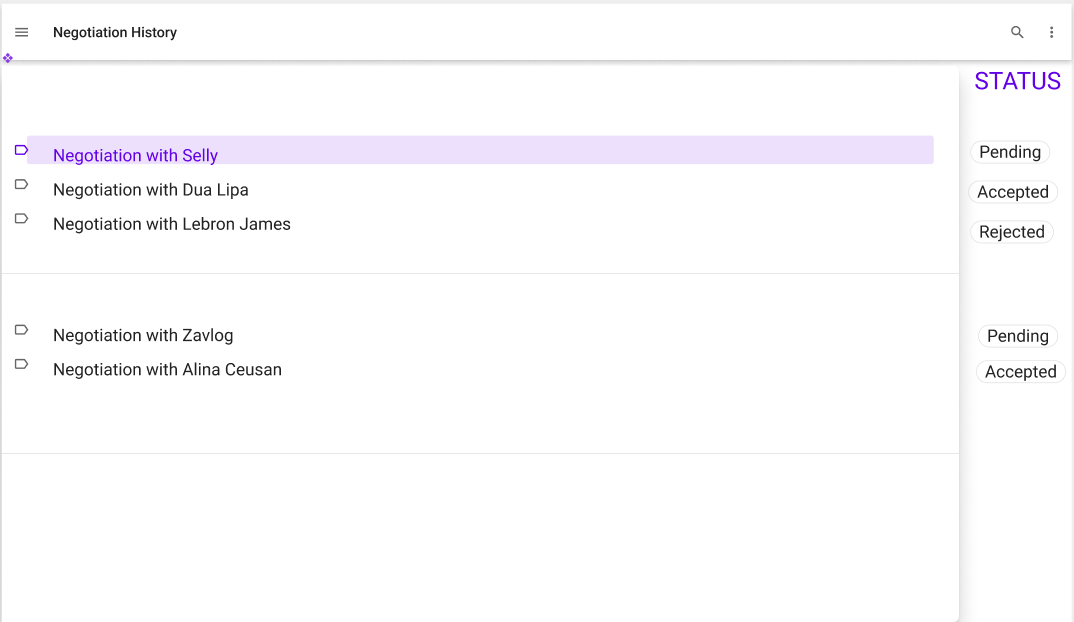 Negotiation History
STATUS
Negotiation with Selly Pending
Negotiation with Dua Lipa Accepted
Negotiation with Lebron James Rejected
Negotiation with Zavlog Pending
Negotiation with Alina Ceusan Accepted